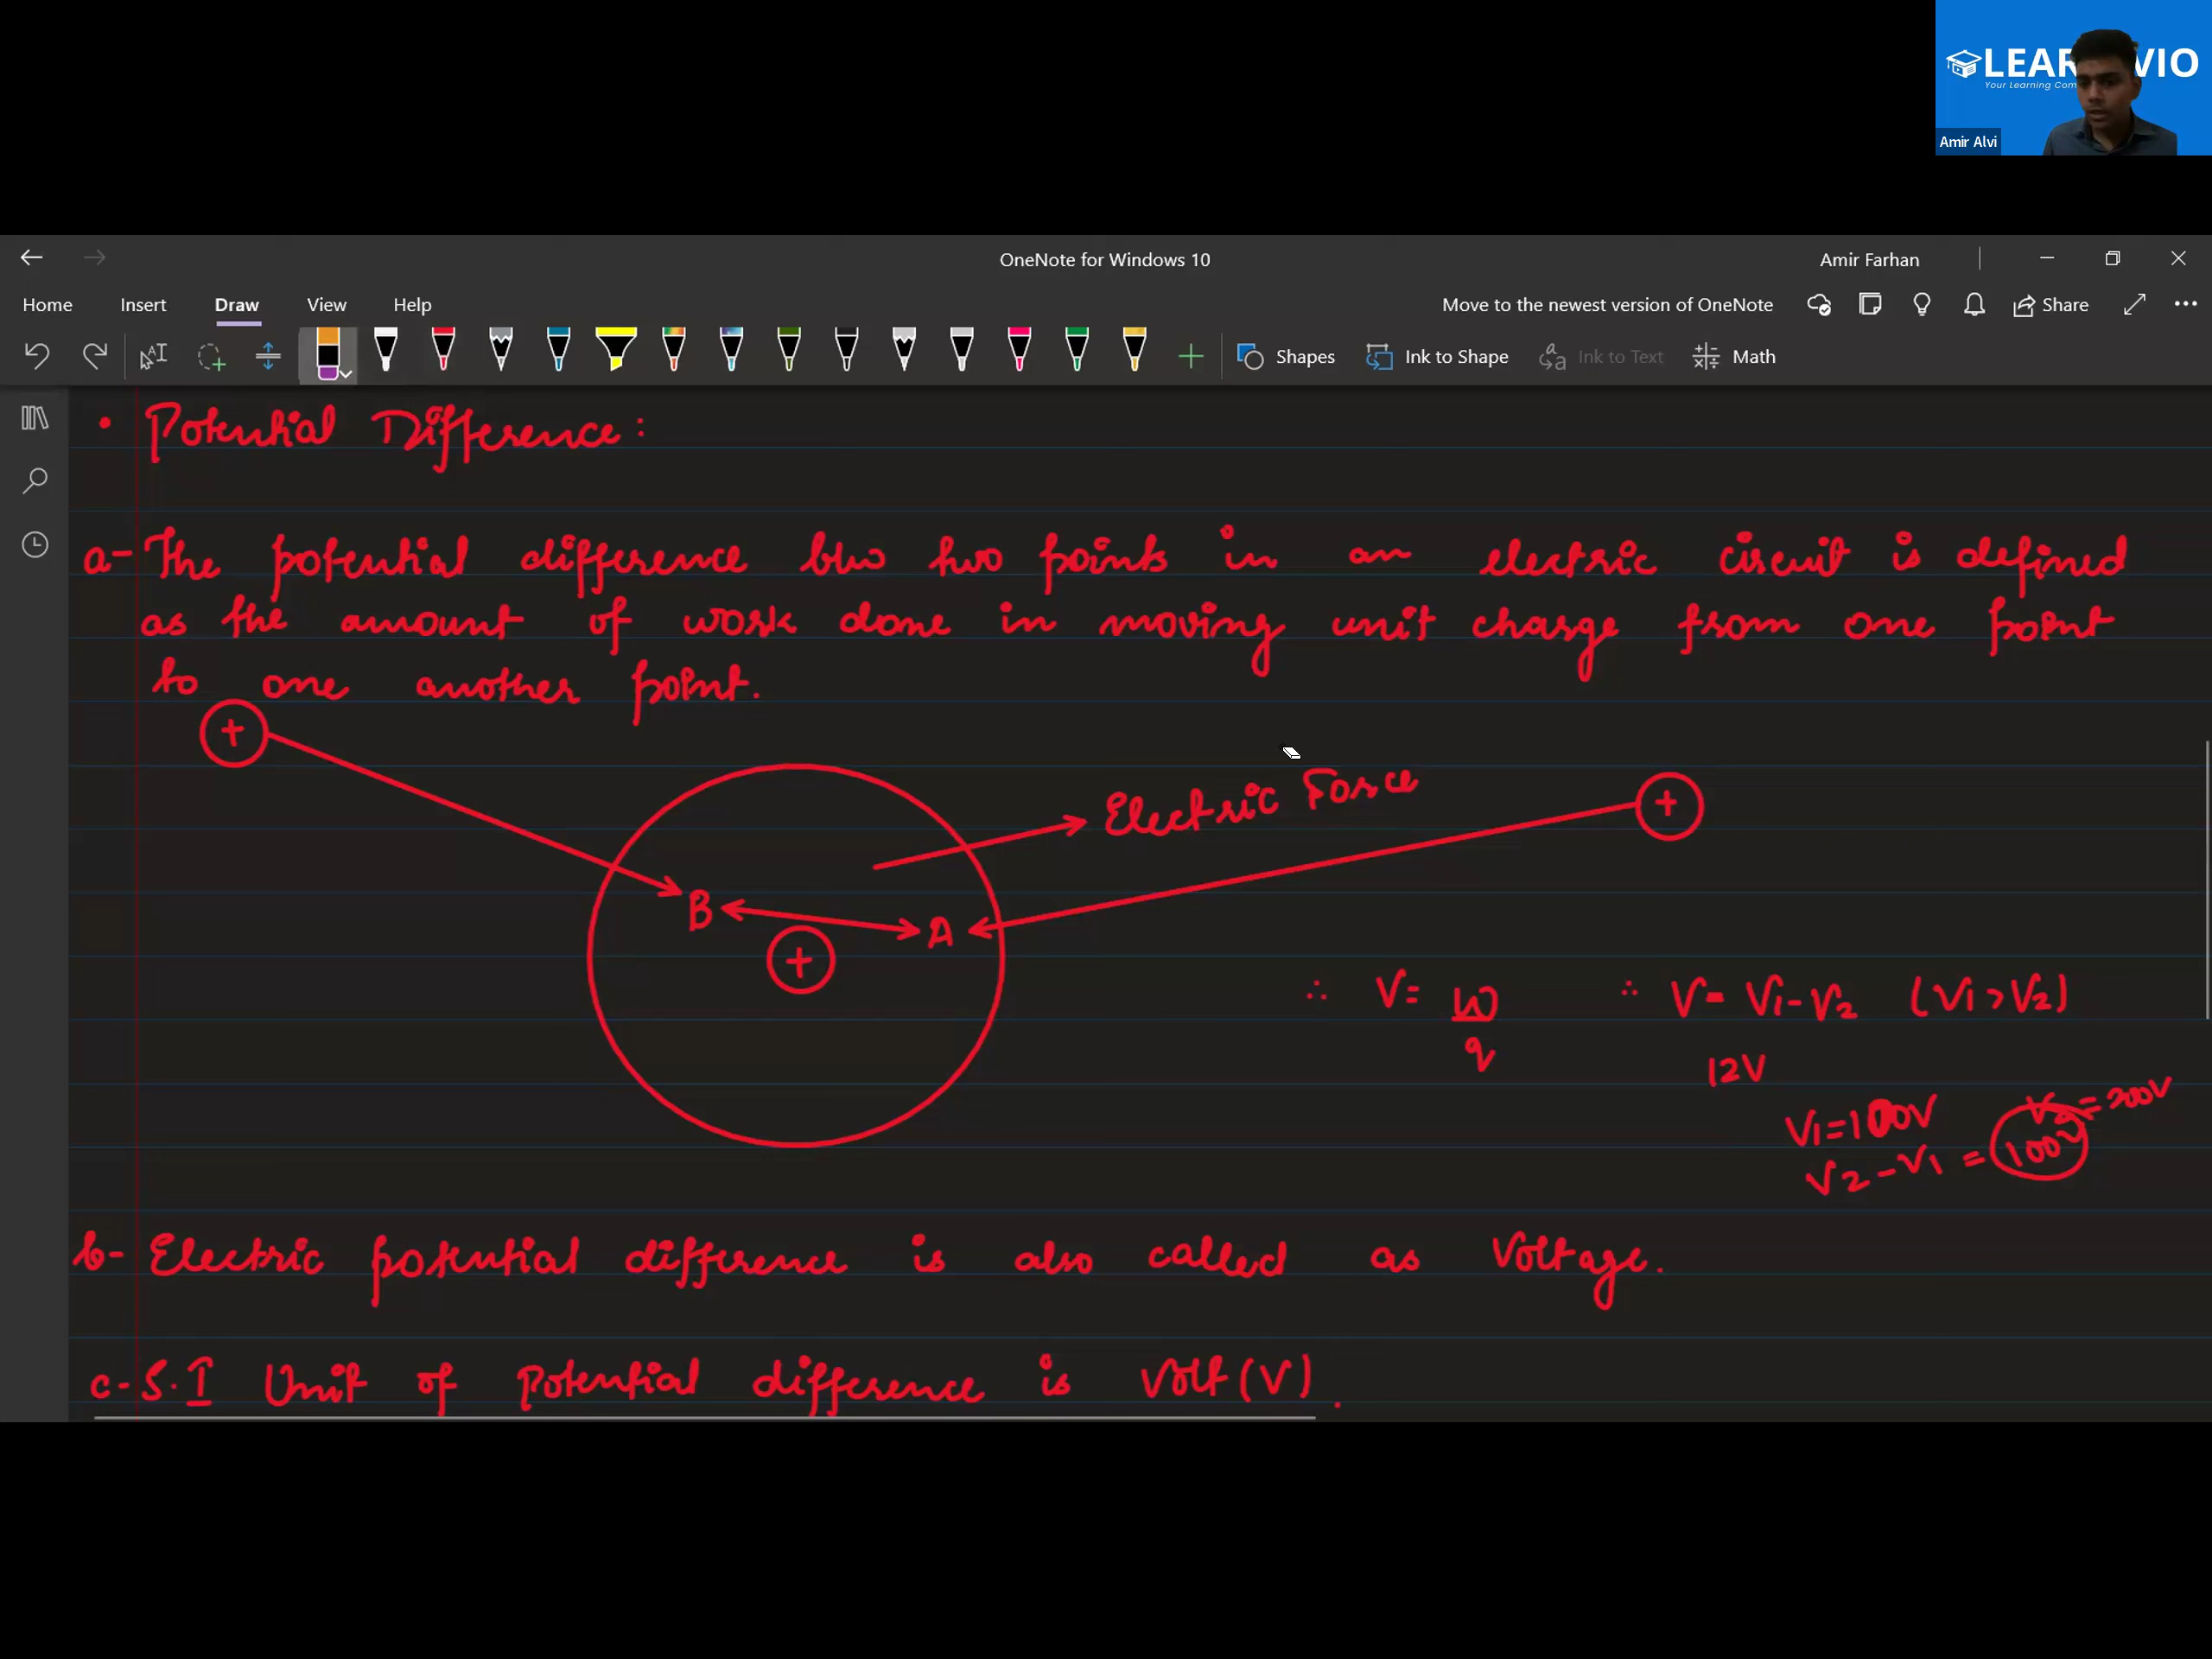 LEAR VIO
Your Learning Com
Amir Alvi
OneNote for Windows 10
Amir Farhan
Home Insert Draw View Help
Move to the newest version of OneNote
Share
Shapes Ink to Shape Ink to Text Math
• Potential Difference:
a- The potential difference b/w two points in an electric circuit is defined
as the amount of work done in moving unit charge from one point
to one another point.
+
Electric Force
+
B A
+
∴ V= W/q ∴ V= V1-V2 (V1>V2)
12V
V1=100V V2=200V
V2-V1 = 100V
b- Electric potential difference is also called as Voltage.
c- S.I Unit of Potential difference is Volt(V).